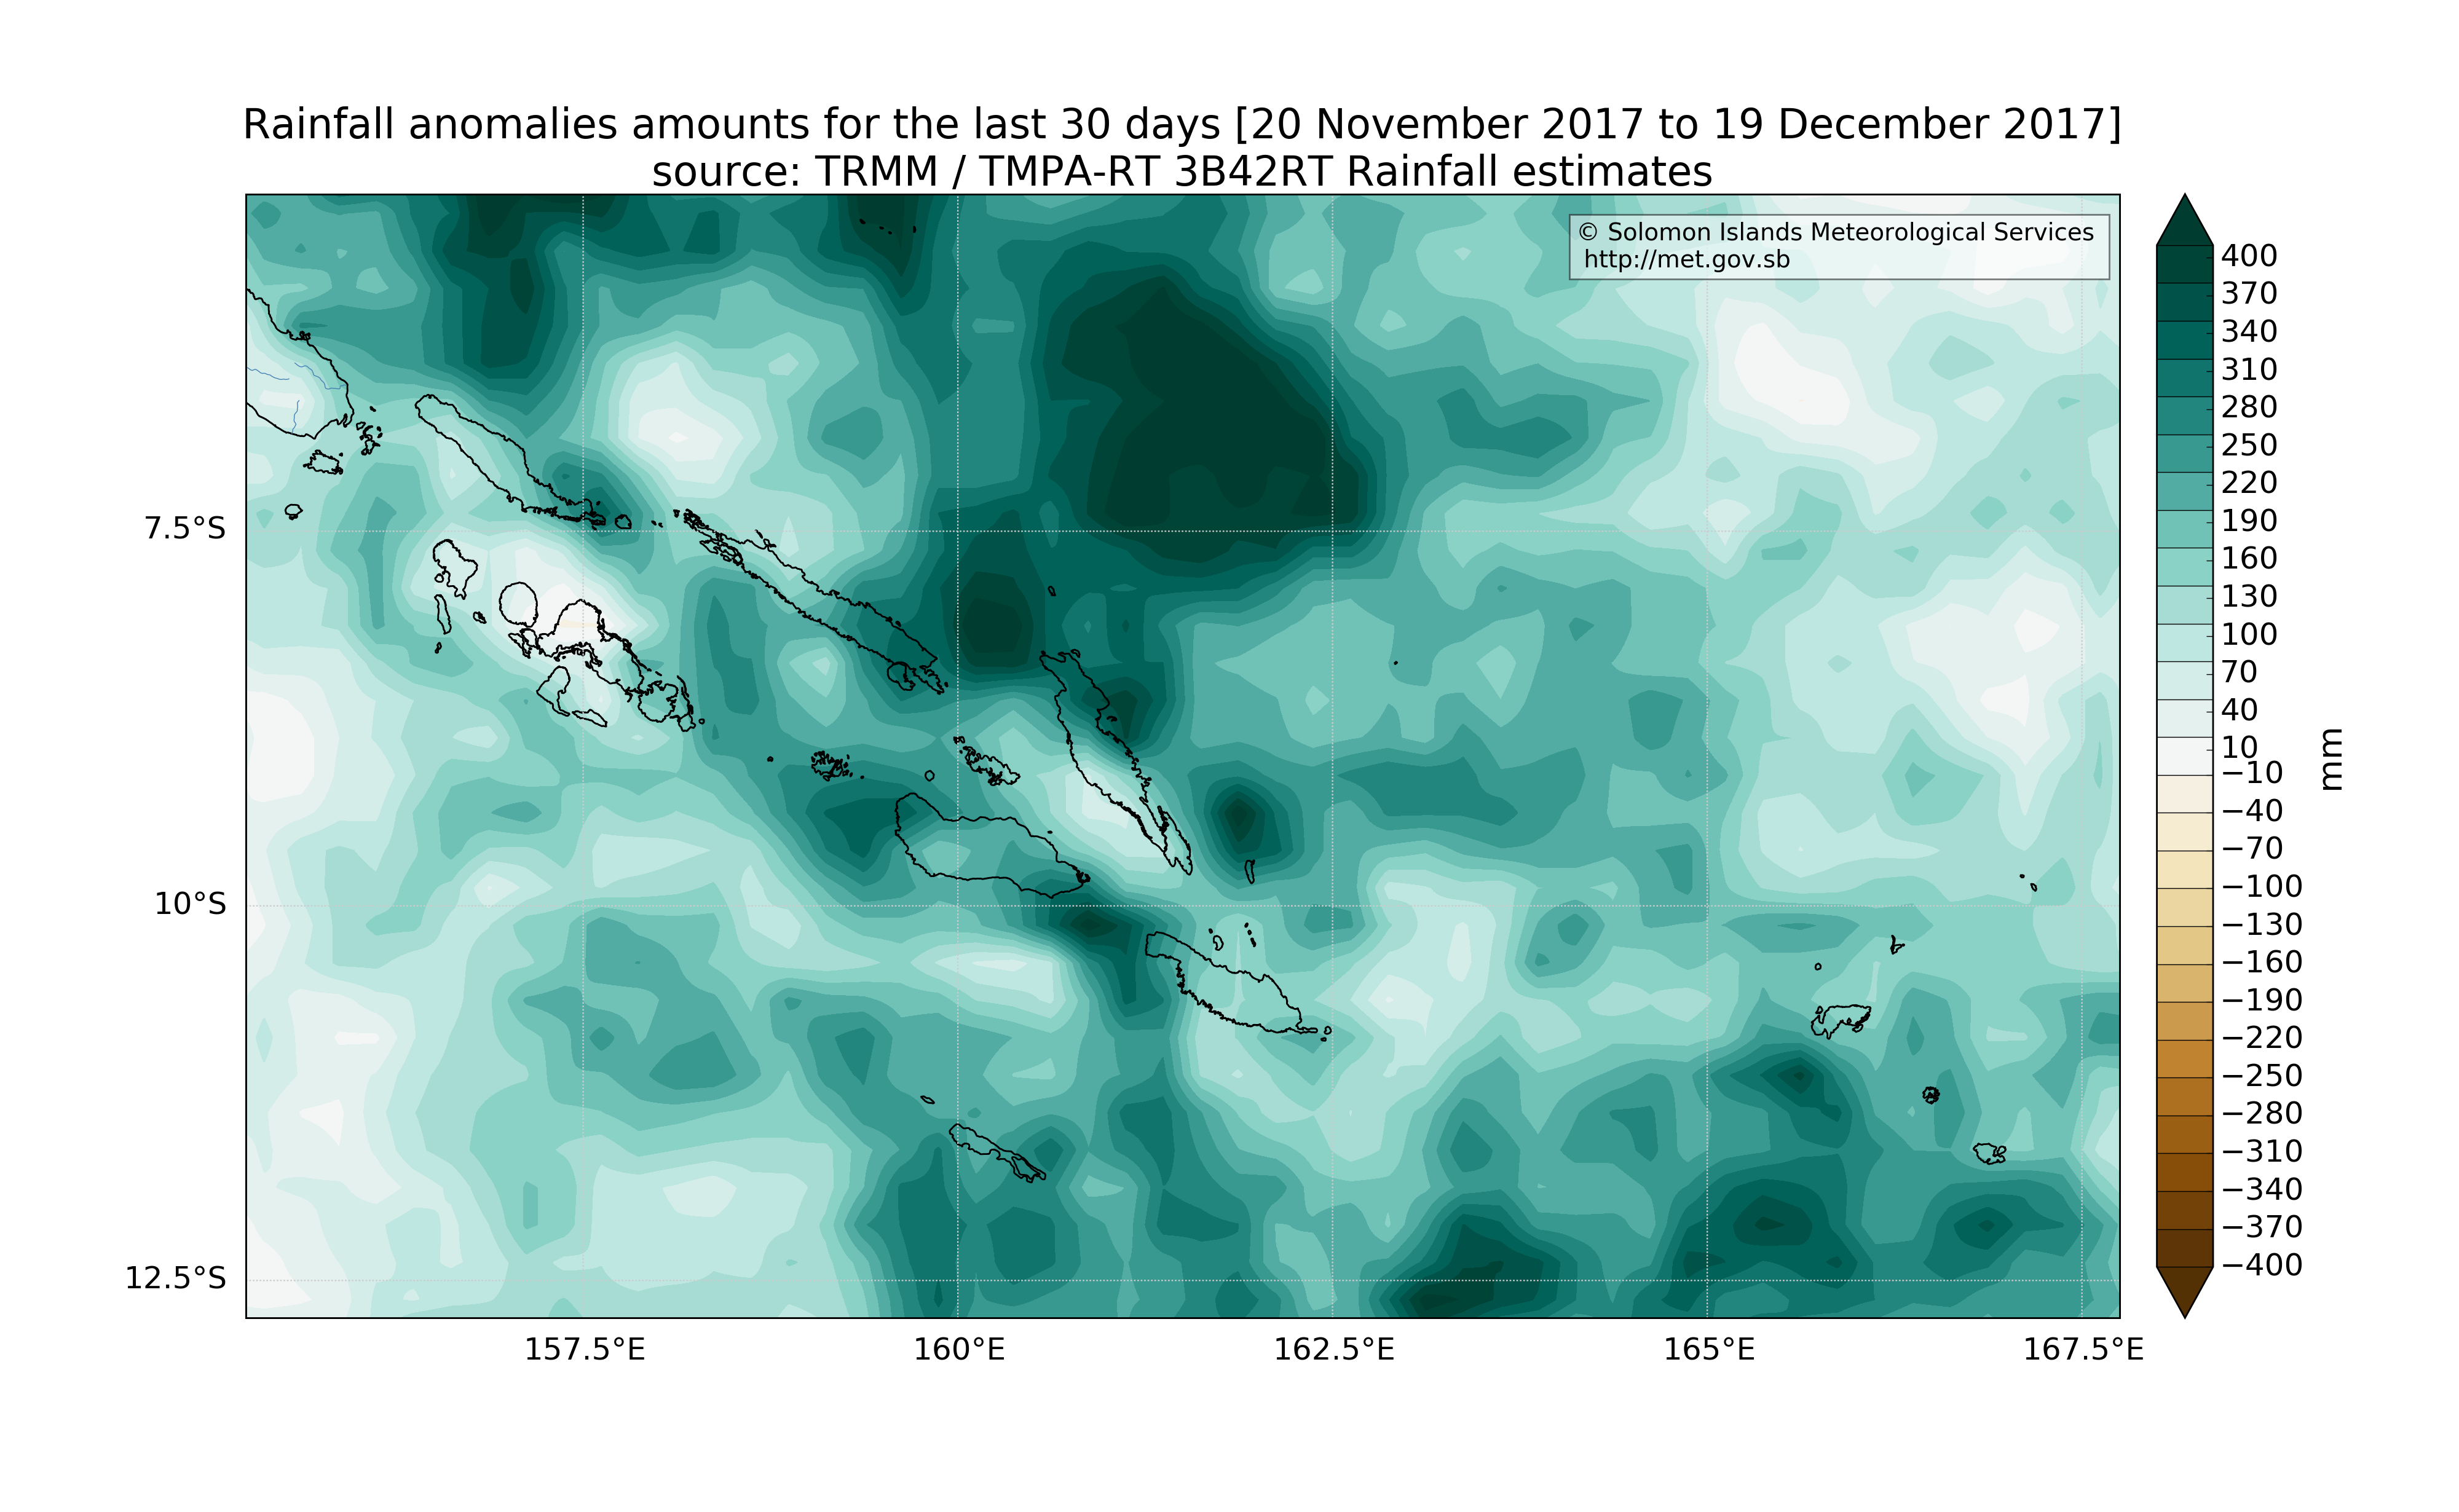 Rainfall anomalies amounts for the last 30 days [20 November 2017 to 19 December 2017]
source: TRMM / TMPA-RT 3B42RT Rainfall estimates
© Solomon Islands Meteorological Services
http://met.gov.sb
7.5°S
10°S
12.5°S
157.5°E
160°E
162.5°E
165°E
167.5°E
400
370
340
310
280
250
220
190
160
130
100
70
40
10
−10
−40
−70
−100
−130
−160
−190
−220
−250
−280
−310
−340
−370
−400
mm